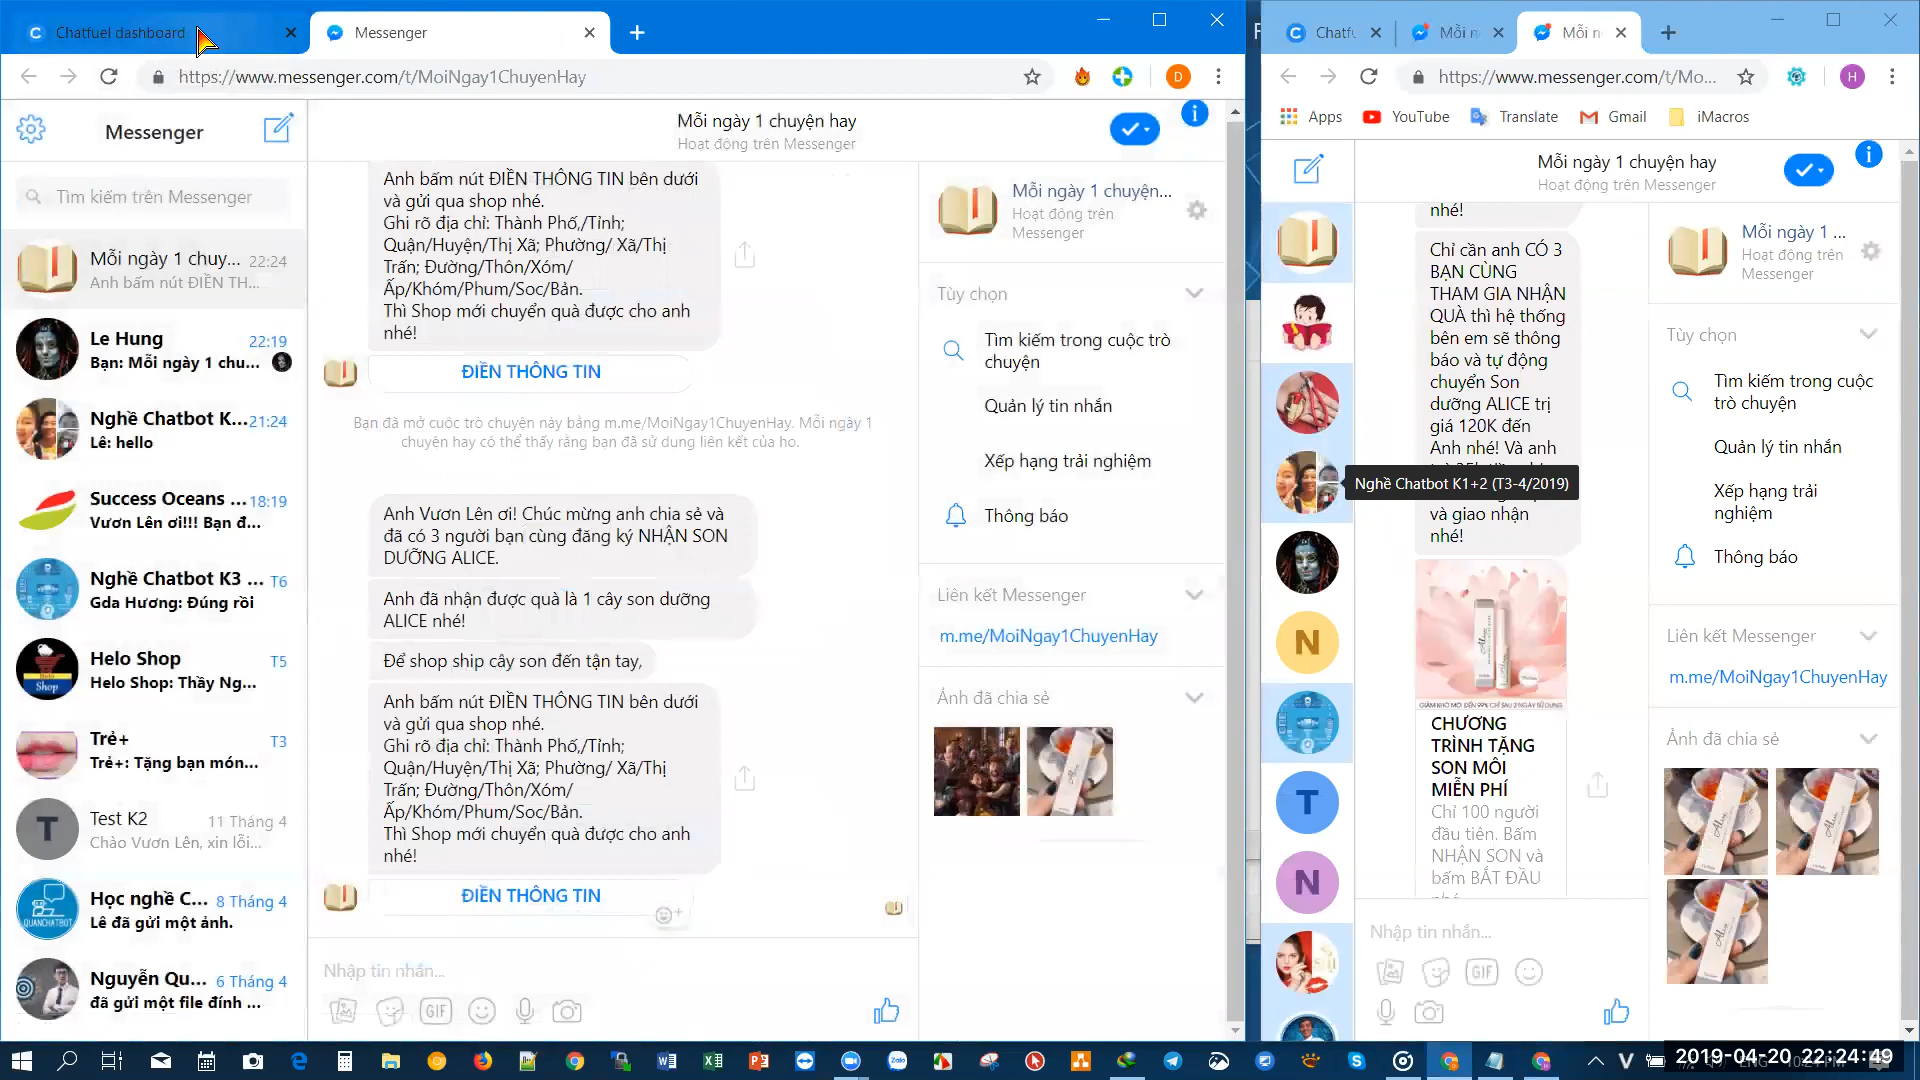 Chatfuel dashboard
Messenger
https://www.messenger.com/t/MoiNgay1ChuyenHay
D
Messenger
Tìm kiếm trên Messenger
Mỗi ngày 1 chuy... 22:24
Anh bấm nút ĐIỀN TH...
Le Hung 22:19
Bạn: Mỗi ngày 1 chu...
Nghề Chatbot K... 21:24
Lê: hello
Success Oceans ... 18:19
Vươn Lên ơi!!! Bạn đ...
Nghề Chatbot K3 ... T6
Gda Hương: Đúng rồi
Helo Shop T5
Helo Shop: Thầy Ng...
Trẻ+ T3
Trẻ+: Tặng bạn món...
T
Test K2 11 Tháng 4
Chào Vươn Lên, xin lỗi...
Học nghề C... 8 Tháng 4
Lê đã gửi một ảnh.
Nguyễn Qu... 6 Tháng 4
đã gửi một file đính ...
Mỗi ngày 1 chuyện hay
Hoạt động trên Messenger
Anh bấm nút ĐIỀN THÔNG TIN bên dưới
và gửi qua shop nhé.
Ghi rõ địa chỉ: Thành Phố,/Tỉnh;
Quận/Huyện/Thị Xã; Phường/ Xã/Thị
Trấn; Đường/Thôn/Xóm/
Ấp/Khóm/Phum/Soc/Bản.
Thì Shop mới chuyển quà được cho anh
nhé!
ĐIỀN THÔNG TIN
Bạn đã mở cuộc trò chuyện này bằng m.me/MoiNgay1ChuyenHay. Mỗi ngày 1
chuyện hay có thể thấy rằng bạn đã sử dụng liên kết của họ.
Anh Vươn Lên ơi! Chúc mừng anh chia sẻ và
đã có 3 người bạn cùng đăng ký NHẬN SON
DƯỠNG ALICE.
Anh đã nhận được quà là 1 cây son dưỡng
ALICE nhé!
Để shop ship cây son đến tận tay,
Anh bấm nút ĐIỀN THÔNG TIN bên dưới
và gửi qua shop nhé.
Ghi rõ địa chỉ: Thành Phố,/Tỉnh;
Quận/Huyện/Thị Xã; Phường/ Xã/Thị
Trấn; Đường/Thôn/Xóm/
Ấp/Khóm/Phum/Soc/Bản.
Thì Shop mới chuyển quà được cho anh
nhé!
ĐIỀN THÔNG TIN
Nhập tin nhắn...
GIF
Mỗi ngày 1 chuyện...
Hoạt động trên
Messenger
Tùy chọn
Tìm kiếm trong cuộc trò
chuyện
Quản lý tin nhắn
Xếp hạng trải nghiệm
Thông báo
Liên kết Messenger
m.me/MoiNgay1ChuyenHay
Ảnh đã chia sẻ
Chatfu
Mỗi n
Mỗi n
https://www.messenger.com/t/Mo...
H
Apps
YouTube
Translate
Gmail
iMacros
Mỗi ngày 1 chuyện hay
Hoạt động trên Messenger
N
T
N
nhé!
Chỉ cần anh CÓ 3
BẠN CÙNG
THAM GIA NHẬN
QUÀ thì hệ thống
bên em sẽ thông
báo và tự động
chuyển Son
dưỡng ALICE trị
giá 120K đến
Anh nhé! Và anh
Nghề Chatbot K1+2 (T3-4/2019)
và giao nhận
nhé!
CHƯƠNG
TRÌNH TẶNG
SON MÔI
MIỄN PHÍ
Chỉ 100 người
đầu tiên. Bấm
NHẬN SON và
bấm BẮT ĐẦU
Nhập tin nhắn...
GIF
Mỗi ngày 1 ...
Hoạt động trên
Messenger
Tùy chọn
Tìm kiếm trong cuộc
trò chuyện
Quản lý tin nhắn
Xếp hạng trải
nghiệm
Thông báo
Liên kết Messenger
m.me/MoiNgay1ChuyenHay
Ảnh đã chia sẻ
2019-04-20 22:24:49